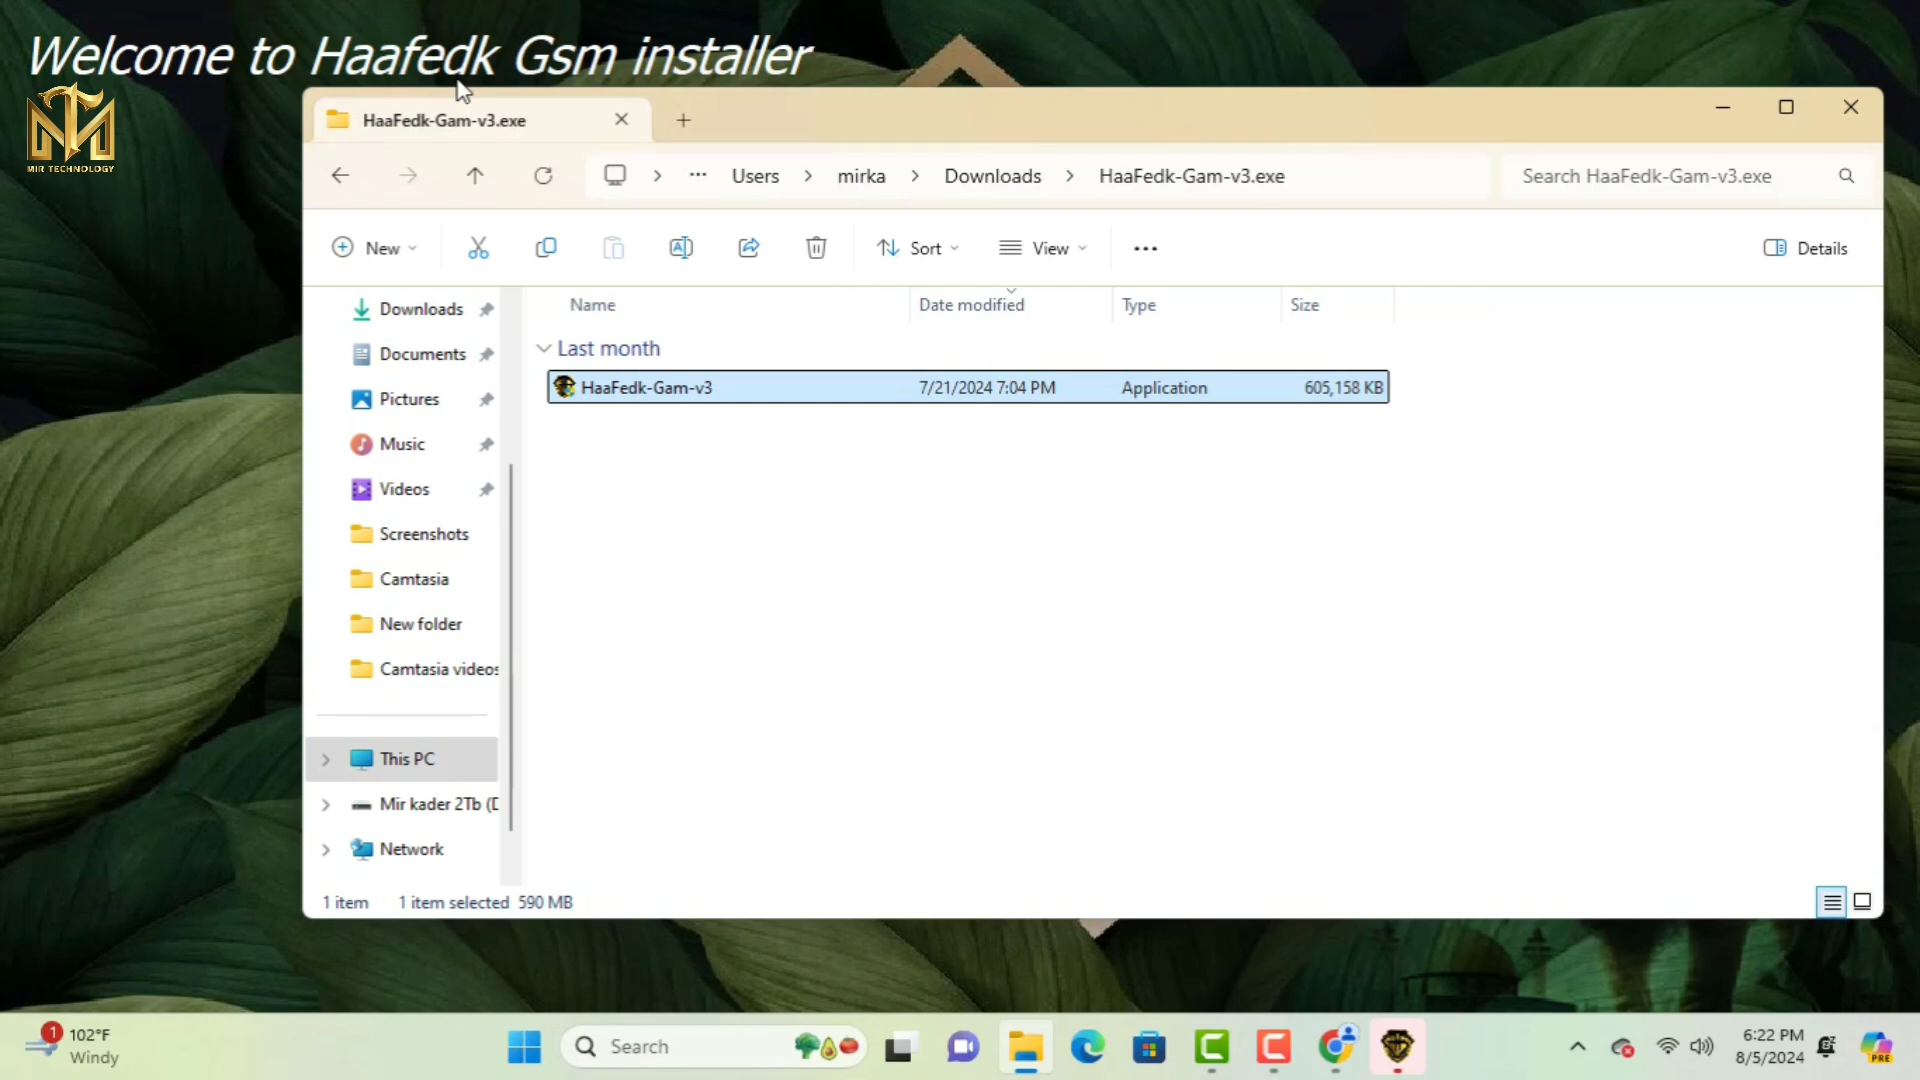 Welcome to Haafedk Gsm installer
MIR TECHNOLOGY
HaaFedk-Gam-v3.exe
Users
mirka
Downloads
HaaFedk-Gam-v3.exe
Search HaaFedk-Gam-v3.exe
New
Sort
View
Details
Downloads
Documents
Pictures
Music
Videos
Screenshots
Camtasia
New folder
Camtasia videos
This PC
Mir kader 2Tb (D
Network
Name Date modified Type Size
Last month
HaaFedk-Gam-v3 7/21/2024 7:04 PM Application 605,158 KB
1 item 1 item selected 590 MB
1
102°F
Windy
Search
6:22 PM
8/5/2024
PRE